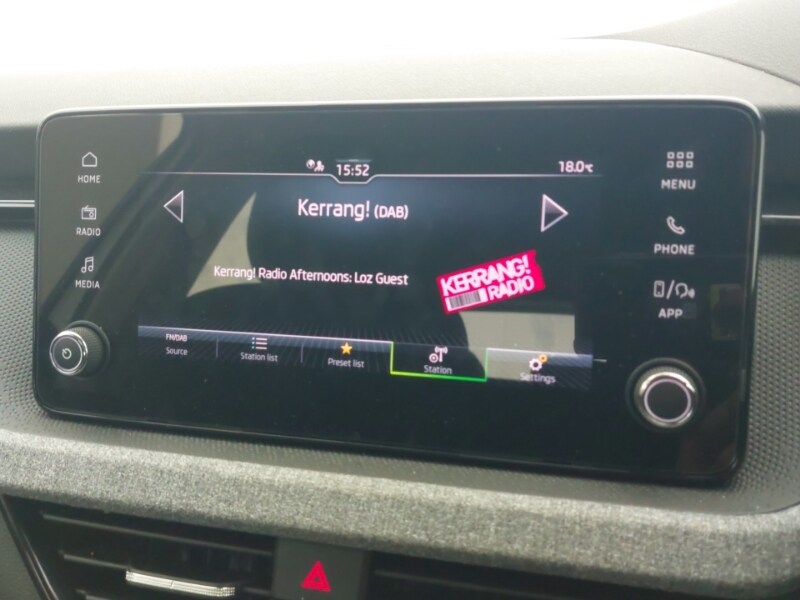 15:52
18.0°C
HOME
RADIO
MEDIA
Kerrang! (DAB)
Kerrang! Radio Afternoons: Loz Guest
KERRANG!
RADIO
FM/DAB
Source
Station list
Preset list
Station
Settings
MENU
PHONE
APP